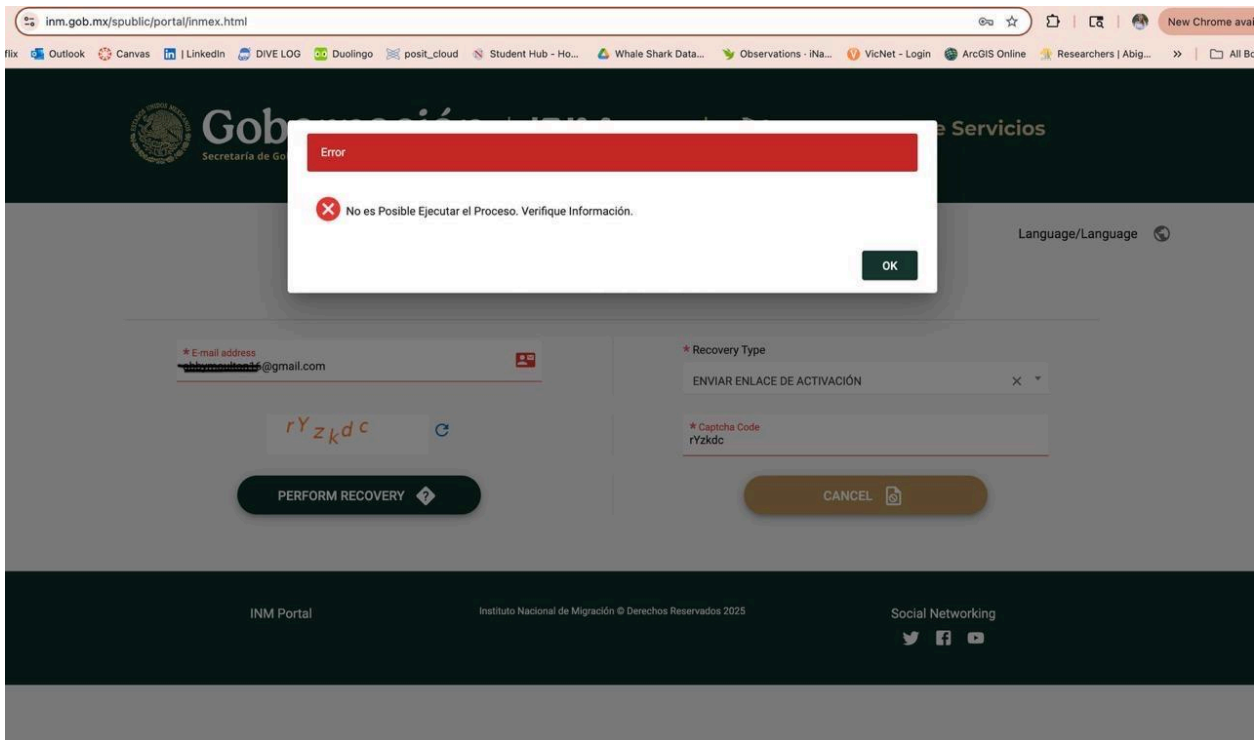 inm.gob.mx/spublic/portal/inmex.html
New Chrome avai
flix Outlook Canvas | LinkedIn DIVE LOG Duolingo posit_cloud Student Hub - Ho... Whale Shark Data... Observations - iNa... VicNet - Login ArcGIS Online Researchers | Abig... » All Bo
Gob
e Servicios
Secretaría de Go
Error
No es Posible Ejecutar el Proceso. Verifique Información.
OK
Language/Language
* E-mail address
@gmail.com
* Recovery Type
ENVIAR ENLACE DE ACTIVACIÓN
rYzkdc
* Captcha Code
rYzkdc
PERFORM RECOVERY
CANCEL
INM Portal
Instituto Nacional de Migración © Derechos Reservados 2025
Social Networking